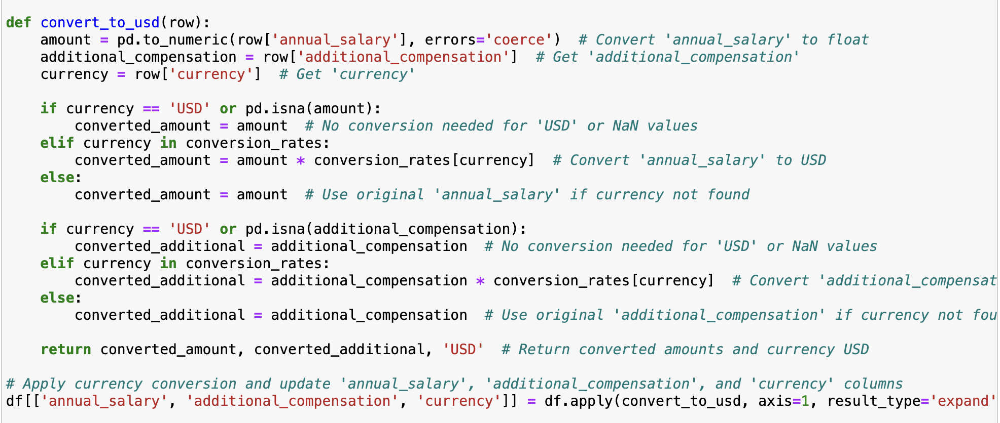 def convert_to_usd(row):
    amount = pd.to_numeric(row['annual_salary'], errors='coerce')  # Convert 'annual_salary' to float
    additional_compensation = row['additional_compensation']  # Get 'additional_compensation'
    currency = row['currency']  # Get 'currency'

    if currency == 'USD' or pd.isna(amount):
        converted_amount = amount  # No conversion needed for 'USD' or NaN values
    elif currency in conversion_rates:
        converted_amount = amount * conversion_rates[currency]  # Convert 'annual_salary' to USD
    else:
        converted_amount = amount  # Use original 'annual_salary' if currency not found

    if currency == 'USD' or pd.isna(additional_compensation):
        converted_additional = additional_compensation  # No conversion needed for 'USD' or NaN values
    elif currency in conversion_rates:
        converted_additional = additional_compensation * conversion_rates[currency]  # Convert 'additional_compensat
    else:
        converted_additional = additional_compensation  # Use original 'additional_compensation' if currency not fou

    return converted_amount, converted_additional, 'USD'  # Return converted amounts and currency USD

# Apply currency conversion and update 'annual_salary', 'additional_compensation', and 'currency' columns
df[['annual_salary', 'additional_compensation', 'currency']] = df.apply(convert_to_usd, axis=1, result_type='expand'